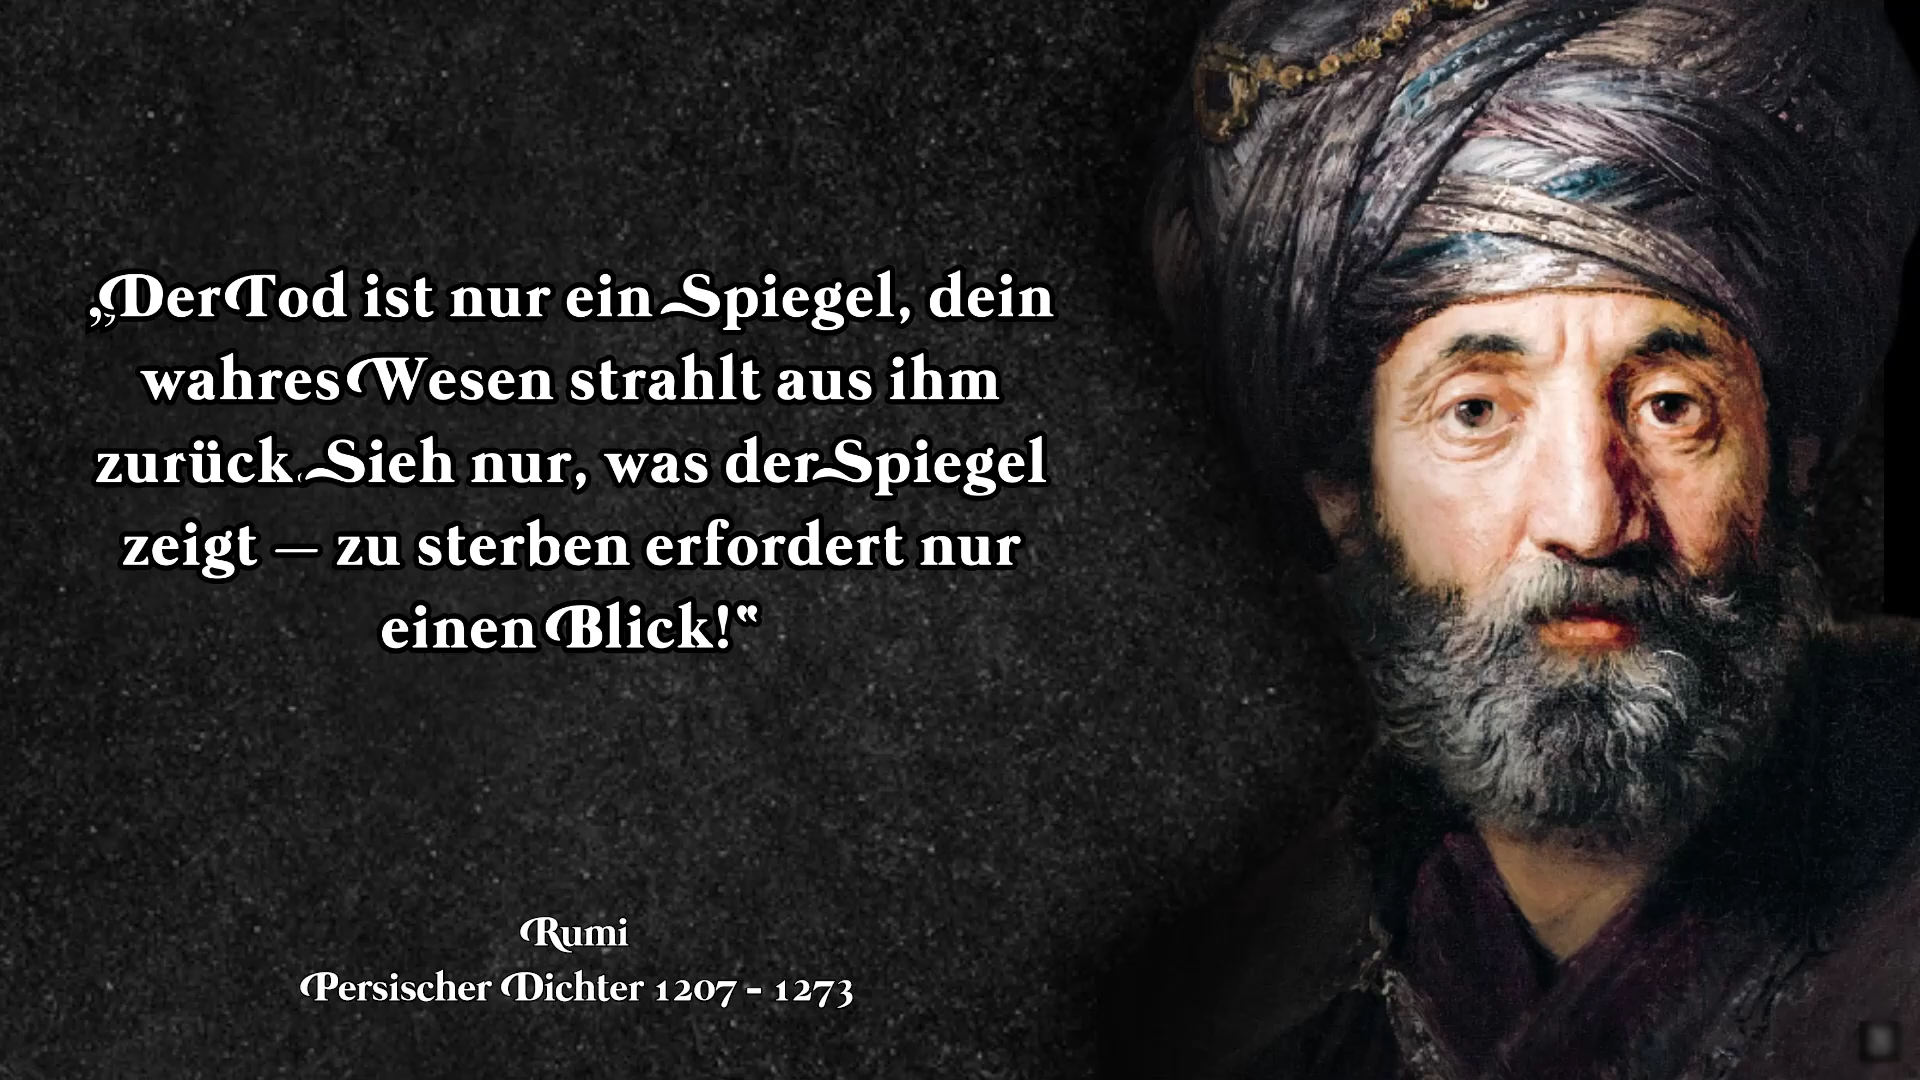 „Der Tod ist nur ein Spiegel, dein
wahres Wesen strahlt aus ihm
zurück. Sieh nur, was der Spiegel
zeigt — zu sterben erfordert nur
einen Blick!“
Rumi
Persischer Dichter 1207 - 1273